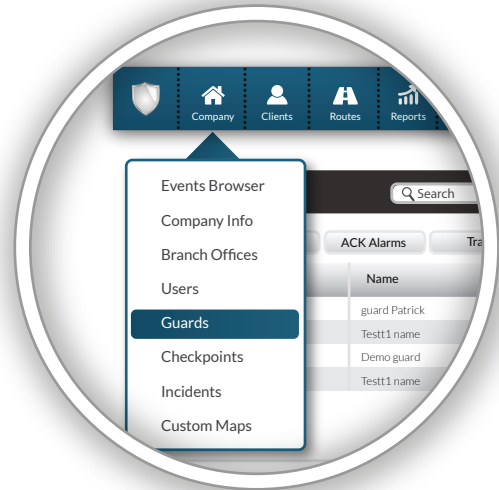 Company
Clients
Routes
Reports
Search
ACK Alarms
Name
guard Patrick
Testt1 name
Demo guard
Testt1 name
Events Browser
Company Info
Branch Offices
Users
Guards
Checkpoints
Incidents
Custom Maps